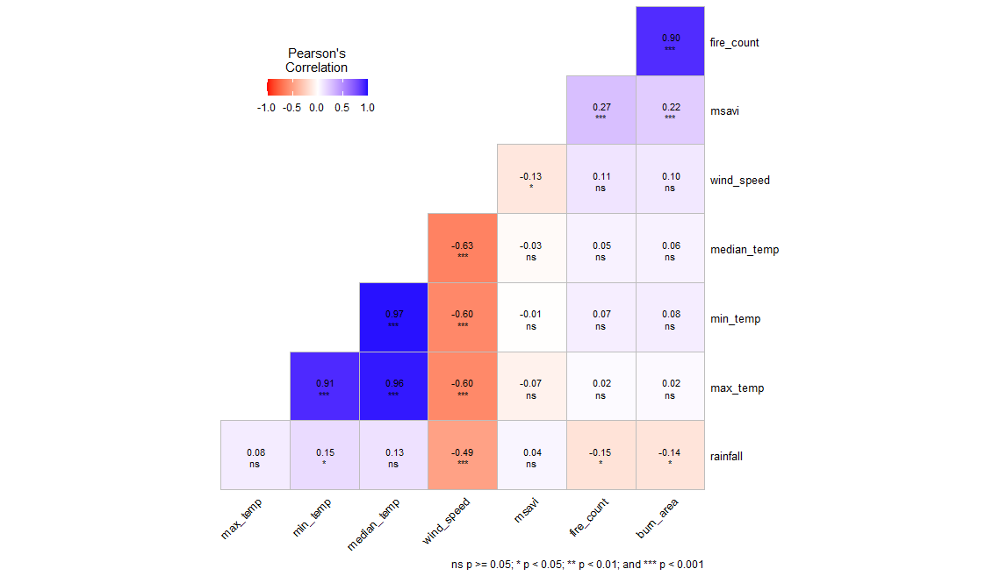 0.90
***
fire_count
Pearson's
Correlation
-1.0 -0.5 0.0 0.5 1.0
0.27 0.22
*** ***
msavi
-0.13 0.11 0.10
* ns ns
wind_speed
-0.63 -0.03 0.05 0.06
*** ns ns ns
median_temp
0.97 -0.60 -0.01 0.07 0.08
*** *** ns ns ns
min_temp
0.91 0.96 -0.60 -0.07 0.02 0.02
*** *** *** ns ns ns
max_temp
0.08 0.15 0.13 -0.49 0.04 -0.15 -0.14
ns * ns *** ns * *
rainfall
max_temp min_temp median_temp wind_speed msavi fire_count burn_area
ns p >= 0.05; * p < 0.05; ** p < 0.01; and *** p < 0.001